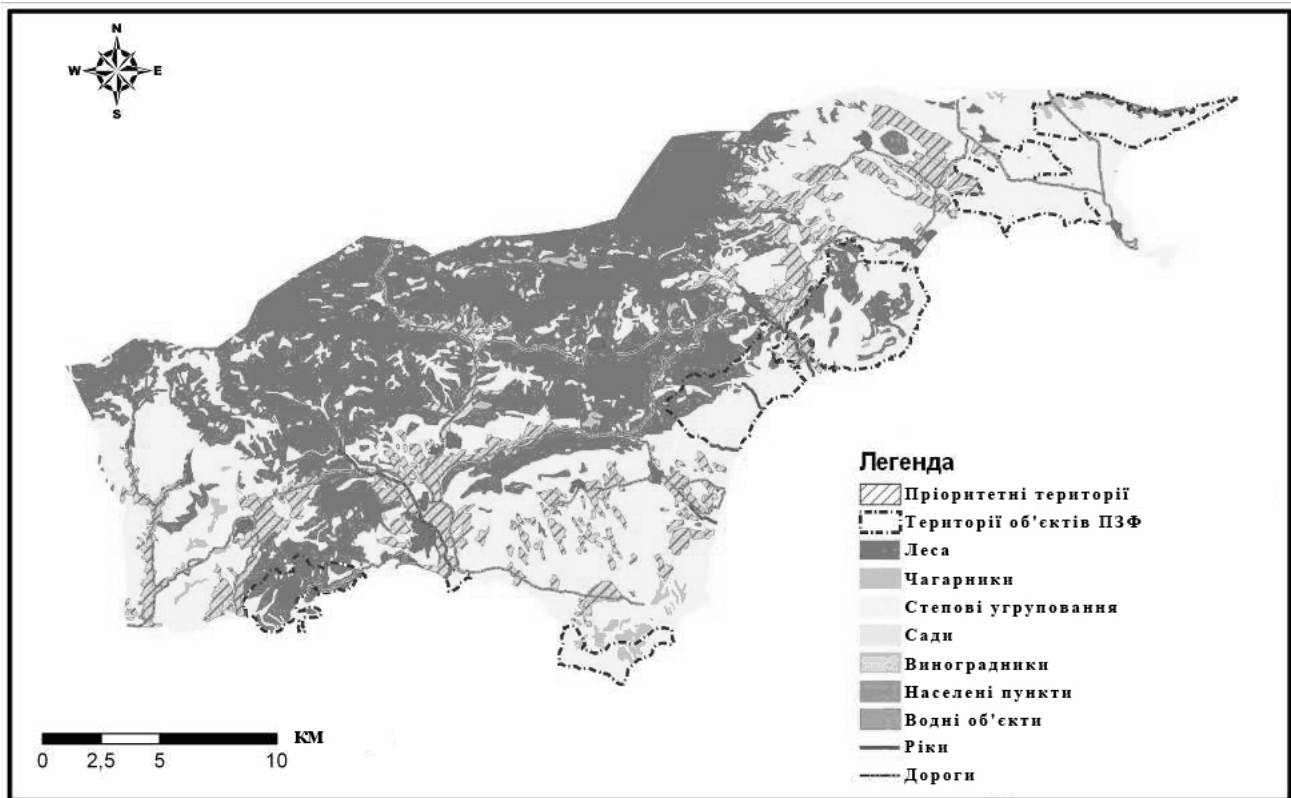 N
W E
S
Легенда
Пріоритетні території
Території об'єктів ПЗФ
Леса
Чагарники
Степові угруповання
Сади
Виноградники
Населені пункти
Водні об'єкти
Ріки
Дороги
км
0 2,5 5 10